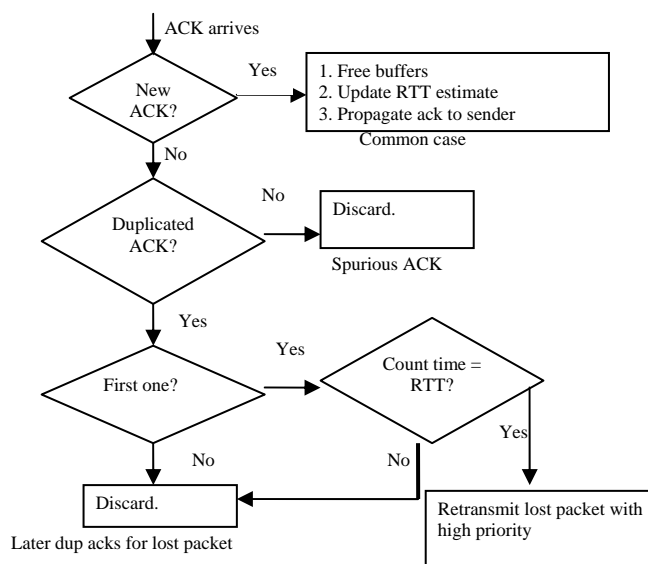 ACK arrives
New
ACK?
Yes
1. Free buffers
2. Update RTT estimate
3. Propagate ack to sender
Common case
No
Duplicated
ACK?
No
Discard.
Spurious ACK
Yes
First one?
Yes
Count time =
RTT?
No
No
Yes
Discard.
Later dup acks for lost packet
Retransmit lost packet with
high priority